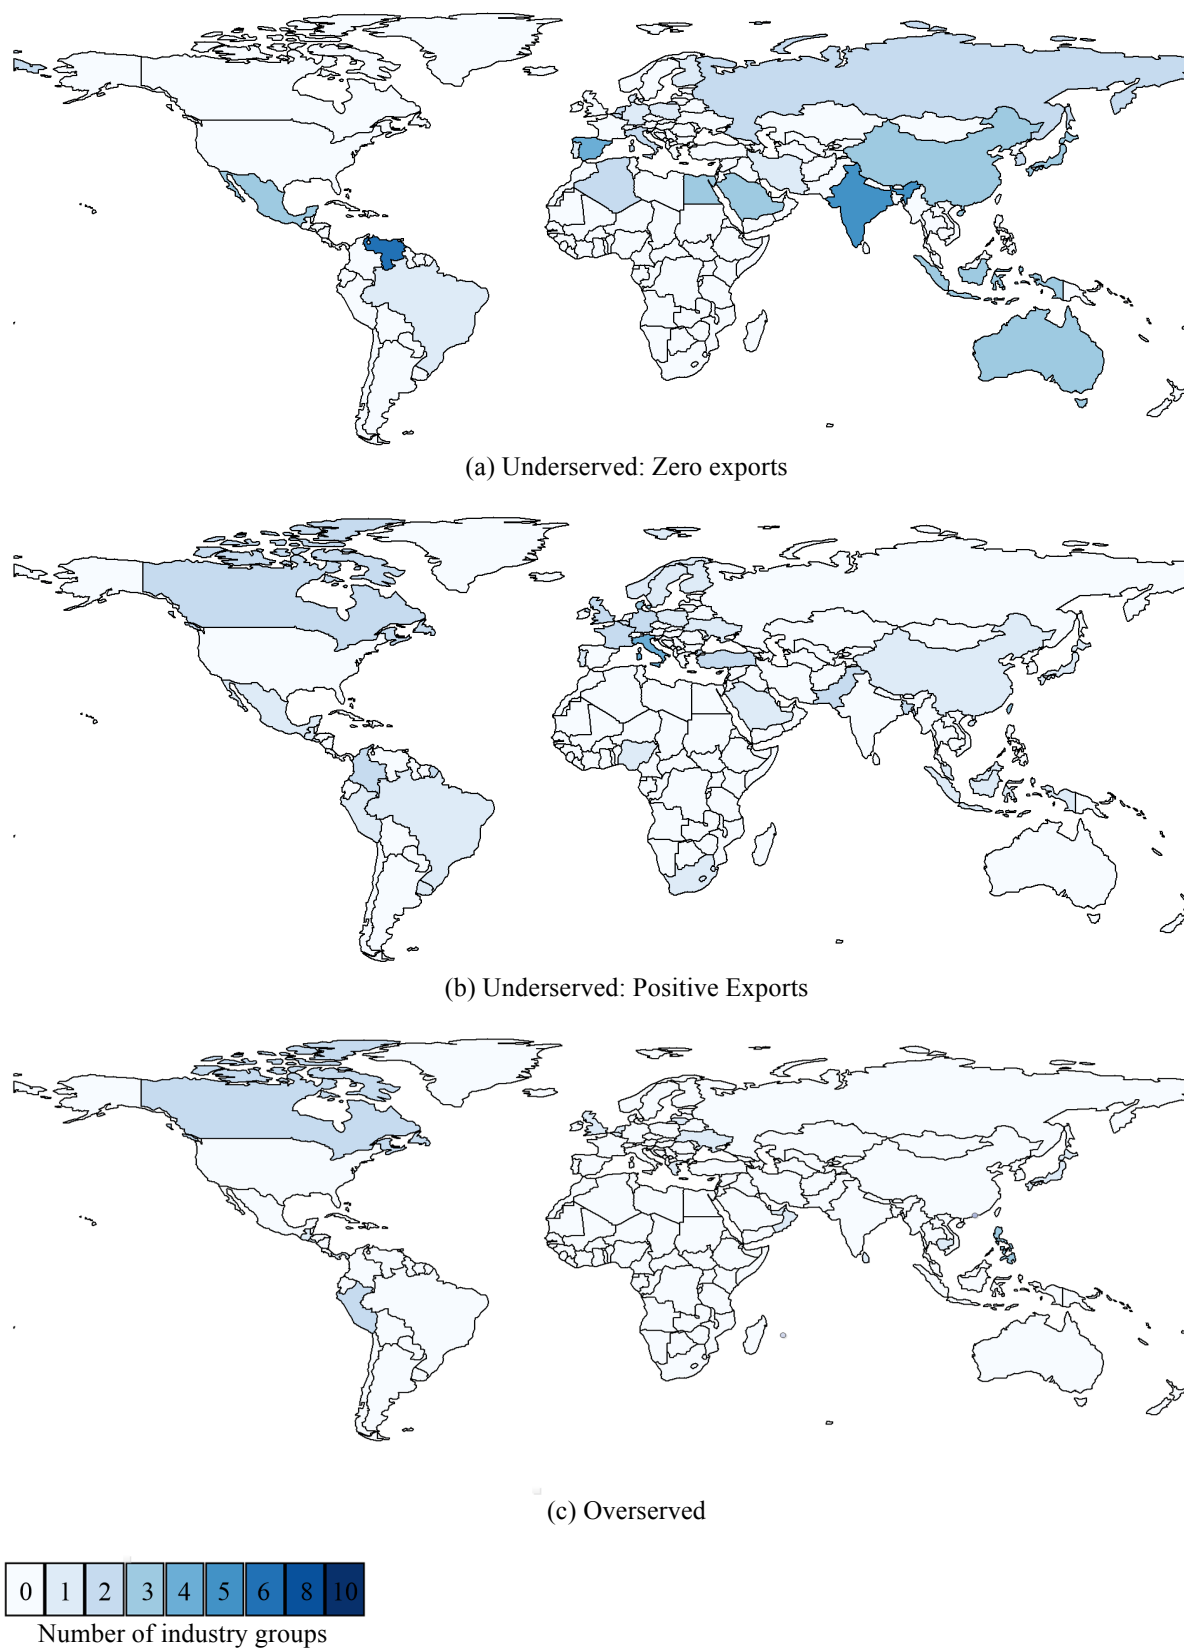 (a) Underserved: Zero exports
(b) Underserved: Positive Exports
(c) Overserved
0 1 2 3 4 5 6 8 10
Number of industry groups